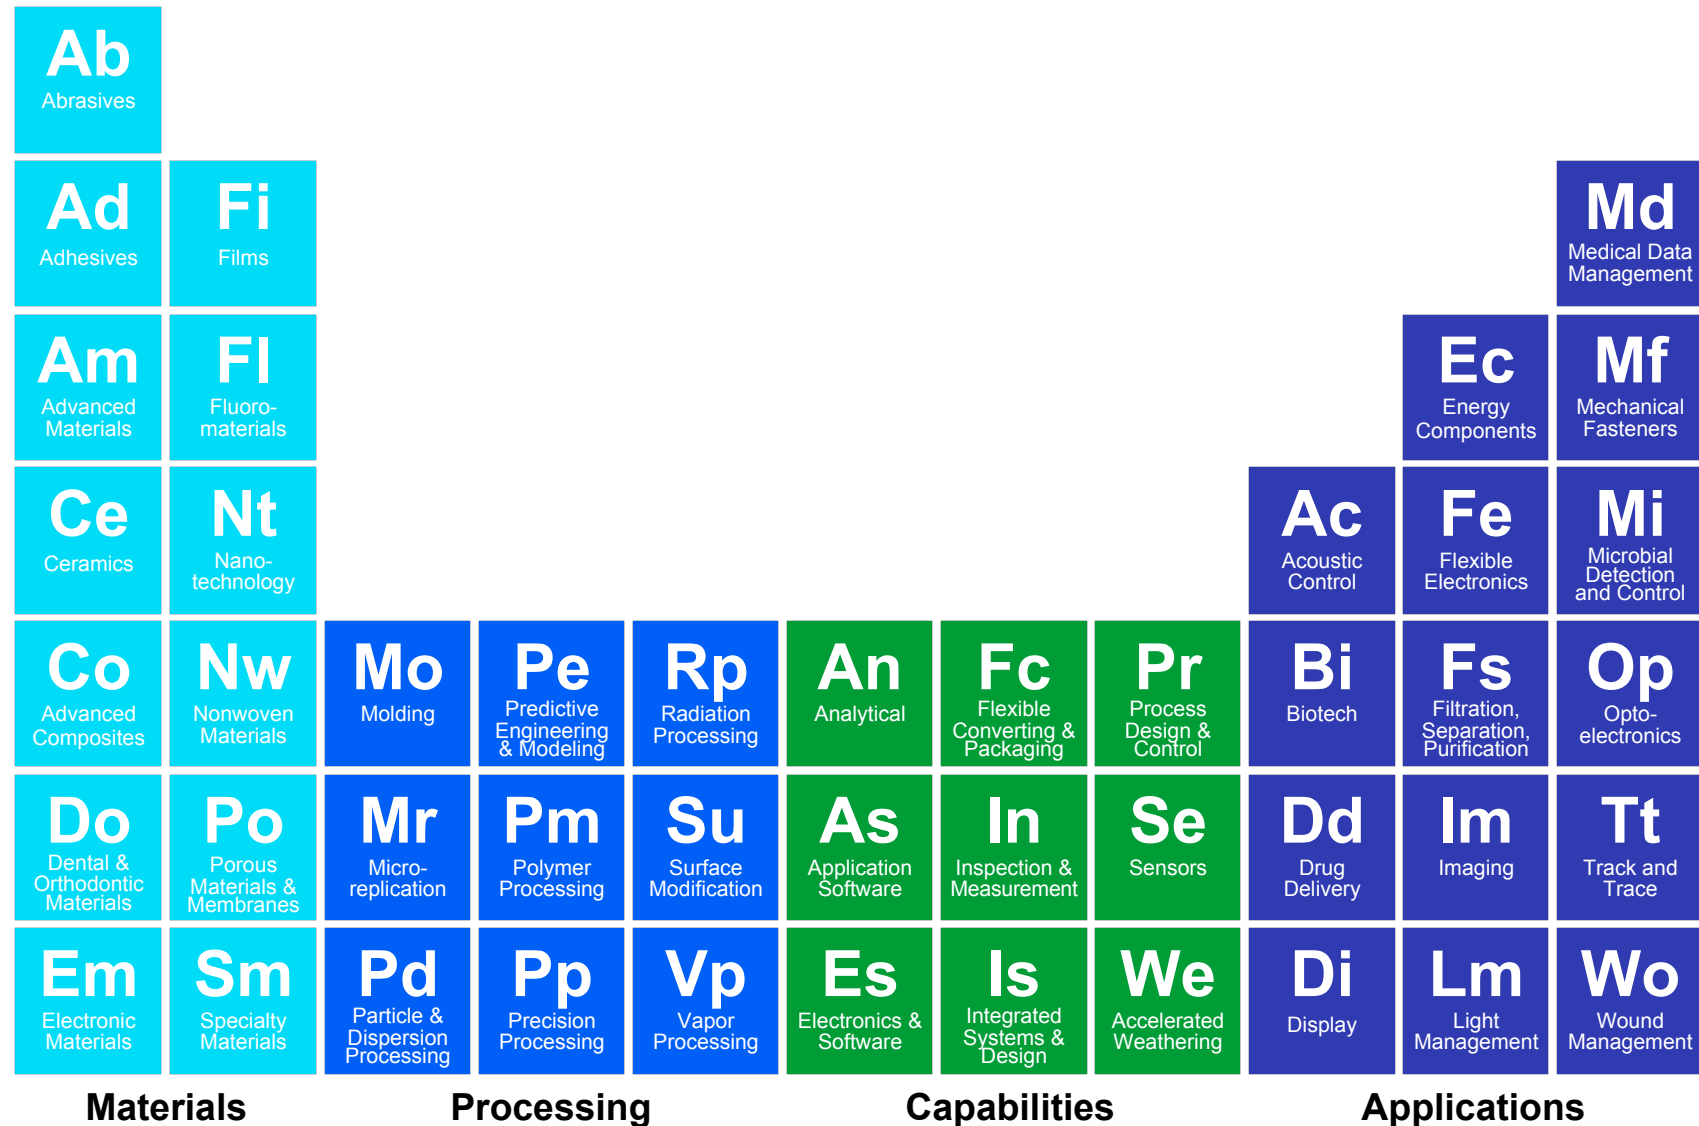 Ab
Abrasives
Ad
Adhesives
Fi
Films
Md
Medical Data
Management
Am
Advanced
Materials
Fl
Fluoro-
materials
Ec
Energy
Components
Mf
Mechanical
Fasteners
Ce
Ceramics
Nt
Nano-
technology
Ac
Acoustic
Control
Fe
Flexible
Electronics
Mi
Microbial
Detection
and Control
Co
Advanced
Composites
Nw
Nonwoven
Materials
Mo
Molding
Pe
Predictive
Engineering
& Modeling
Rp
Radiation
Processing
An
Analytical
Fc
Flexible
Converting &
Packaging
Pr
Process
Design &
Control
Bi
Biotech
Fs
Filtration,
Separation,
Purification
Op
Opto-
electronics
Do
Dental &
Orthodontic
Materials
Po
Porous
Materials &
Membranes
Mr
Micro-
replication
Pm
Polymer
Processing
Su
Surface
Modification
As
Application
Software
In
Inspection &
Measurement
Se
Sensors
Dd
Drug
Delivery
Im
Imaging
Tt
Track and
Trace
Em
Electronic
Materials
Sm
Specialty
Materials
Pd
Particle &
Dispersion
Processing
Pp
Precision
Processing
Vp
Vapor
Processing
Es
Electronics &
Software
Is
Integrated
Systems &
Design
We
Accelerated
Weathering
Di
Display
Lm
Light
Management
Wo
Wound
Management
Materials
Processing
Capabilities
Applications